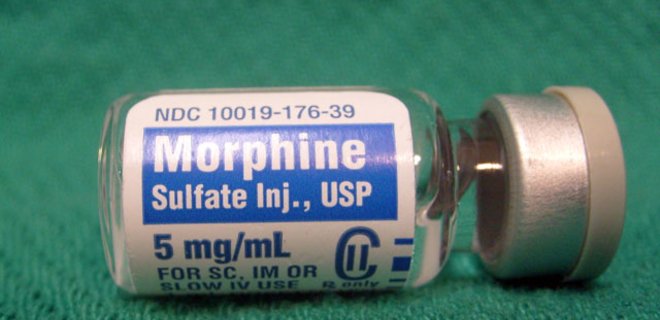 NDC 10019-176-39
Morphine
Sulfate Inj., USP
5 mg/mL
CII
FOR SC, IM OR
SLOW IV USE
Rx only